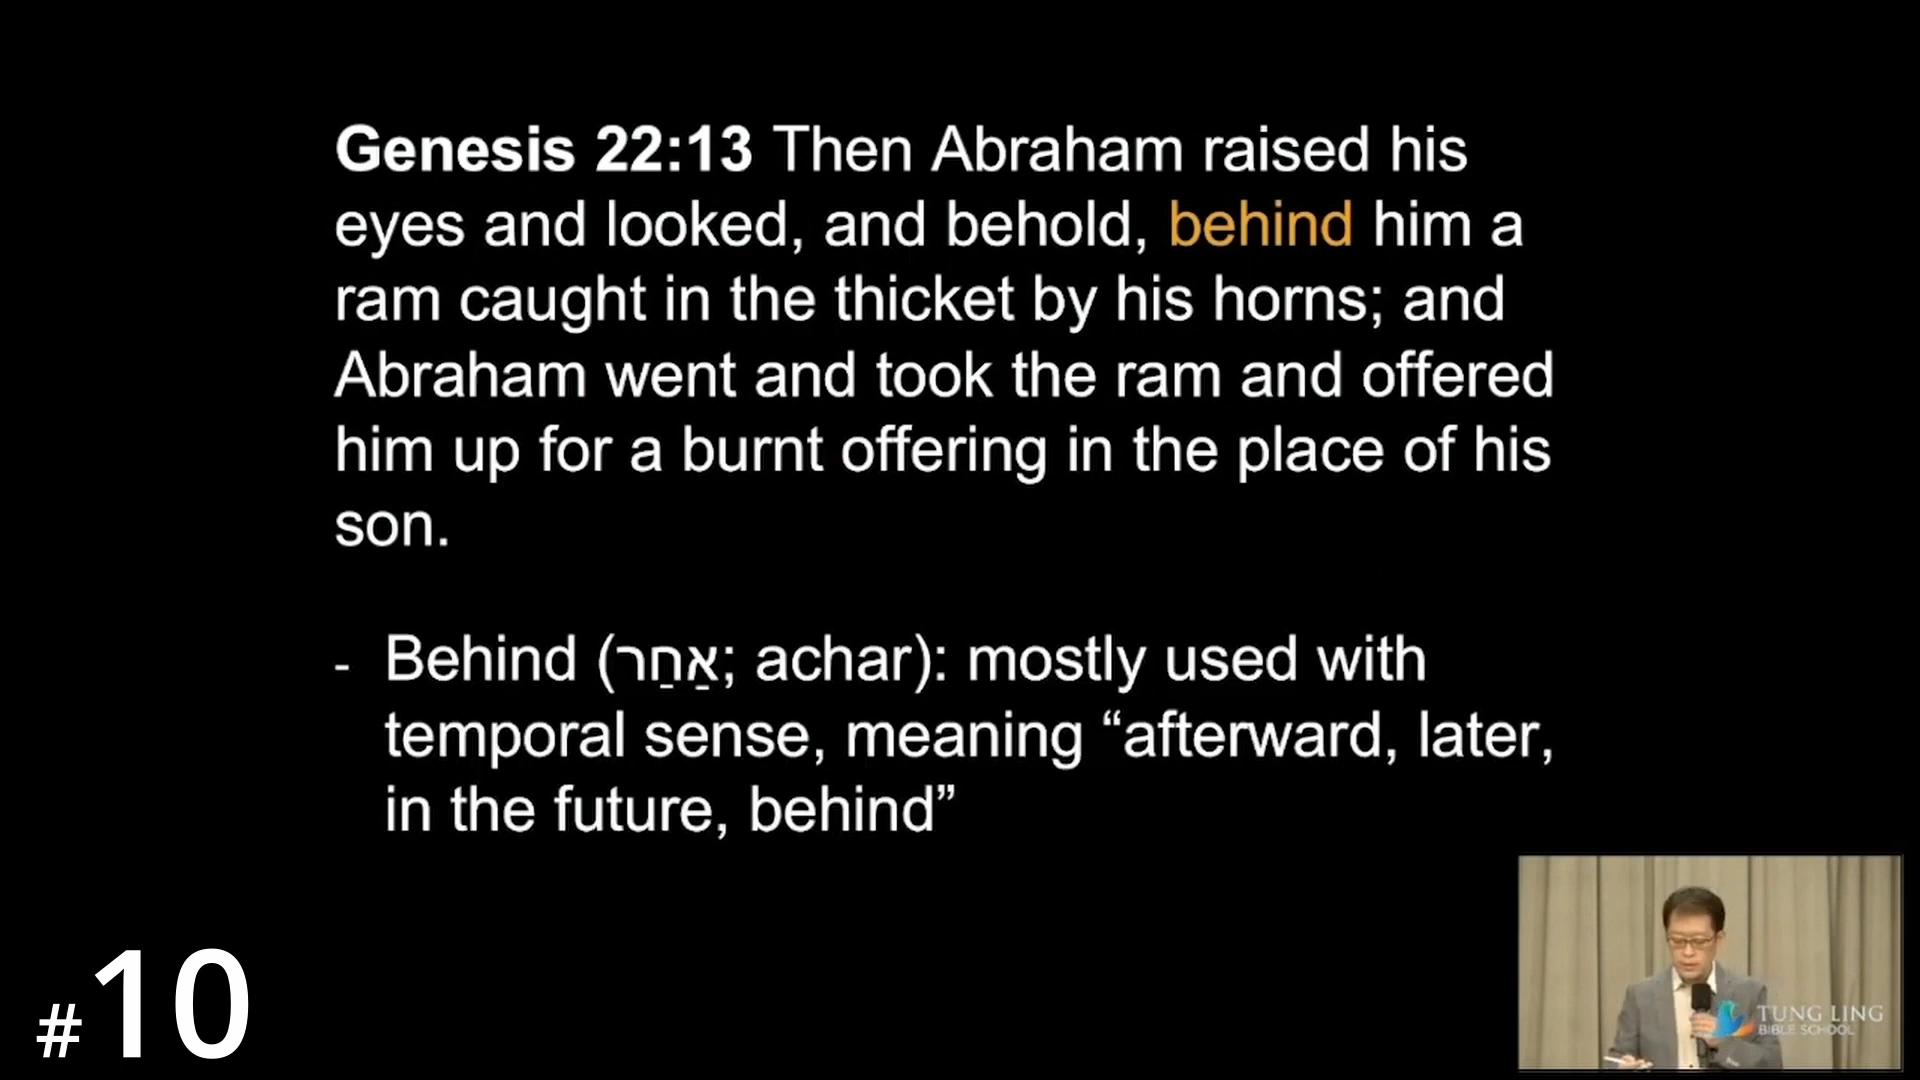 Genesis 22:13 Then Abraham raised his
eyes and looked, and behold, behind him a
ram caught in the thicket by his horns; and
Abraham went and took the ram and offered
him up for a burnt offering in the place of his
son.
- Behind (אַחַר; achar): mostly used with
temporal sense, meaning “afterward, later,
in the future, behind”
#10
TUNG LING
BIBLE SCHOOL